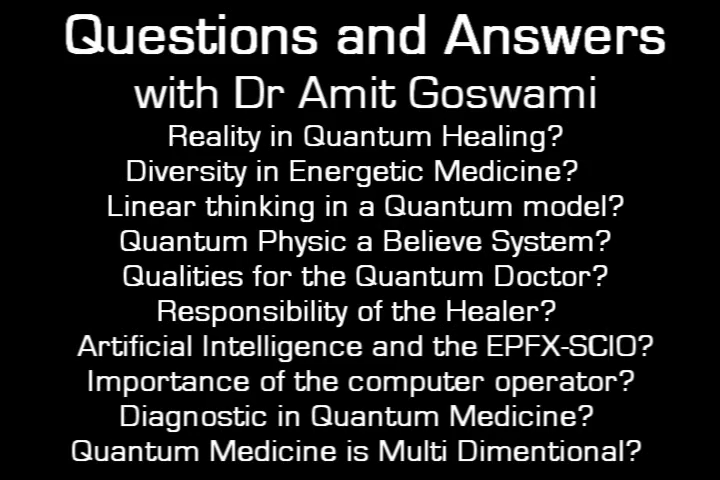 Questions and Answers
with Dr Amit Goswami
Reality in Quantum Healing?
Diversity in Energetic Medicine?
Linear thinking in a Quantum model?
Quantum Physic a Believe System?
Qualities for the Quantum Doctor?
Responsibility of the Healer?
Artificial Intelligence and the EPFX-SCIO?
Importance of the computer operator?
Diagnostic in Quantum Medicine?
Quantum Medicine is Multi Dimentional?